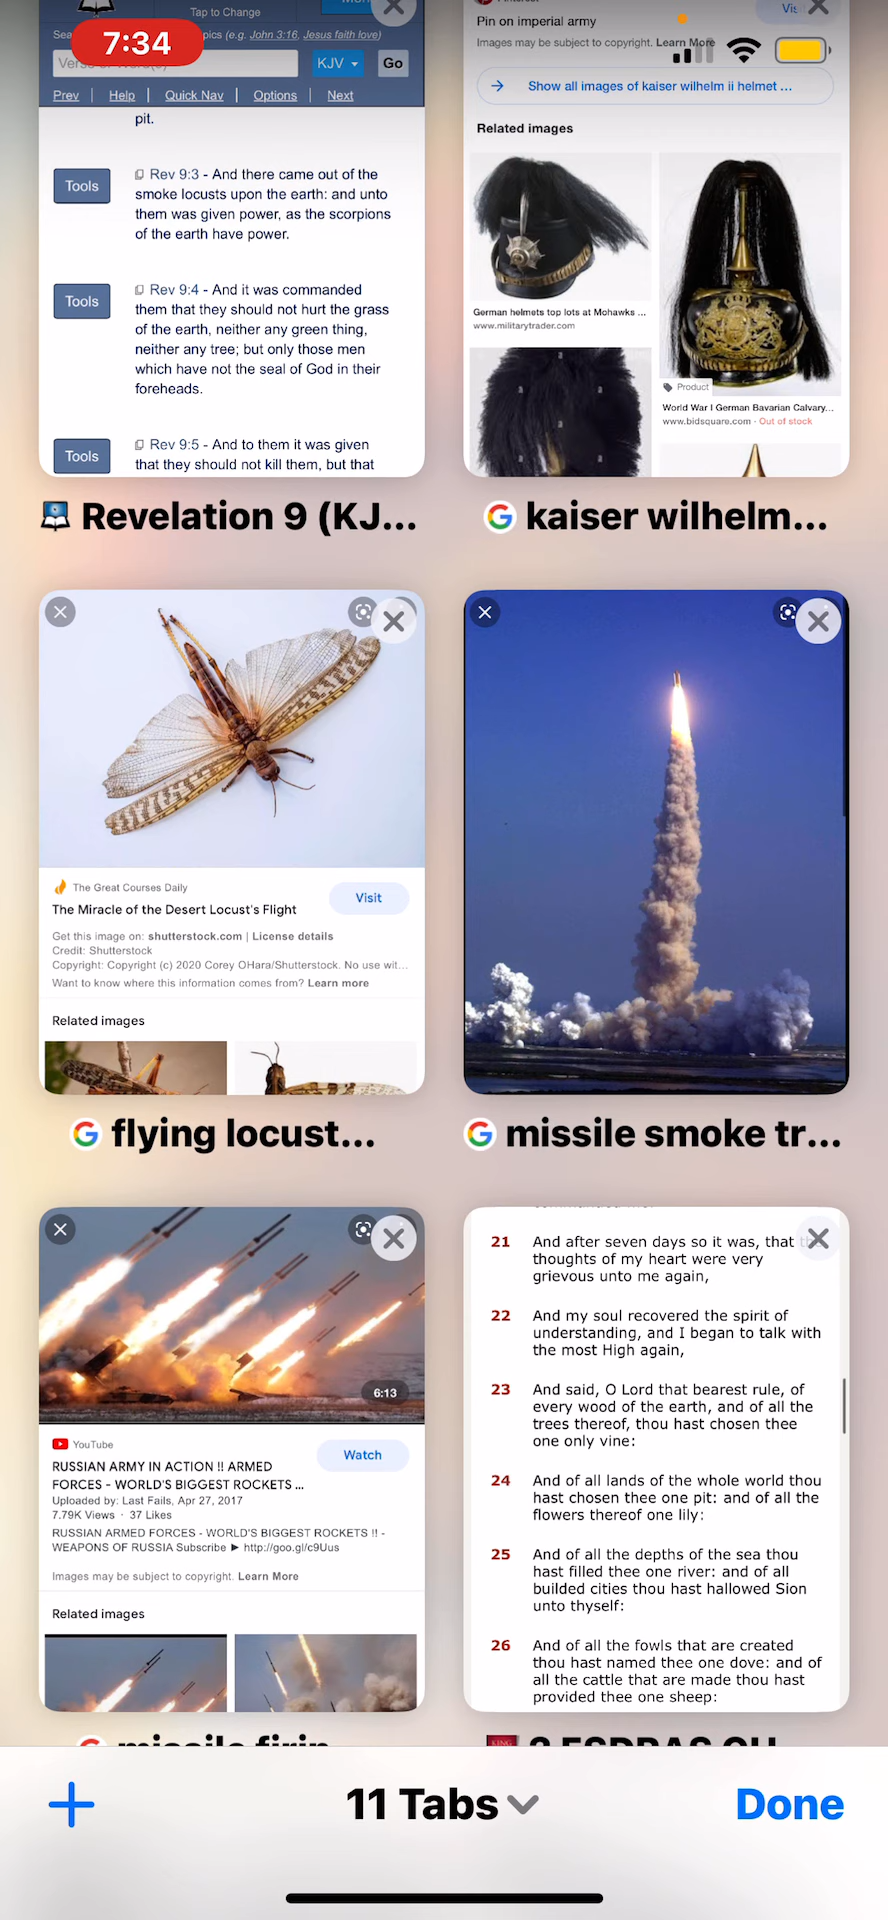 7:34
Tap to Change
(e.g. John 3:16, Jesus faith love)
KJV
Go
Prev | Help | Quick Nav | Options | Next
pit.
Tools
Rev 9:3 - And there came out of the
smoke locusts upon the earth: and unto
them was given power, as the scorpions
of the earth have power.
Tools
Rev 9:4 - And it was commanded
them that they should not hurt the grass
of the earth, neither any green thing,
neither any tree; but only those men
which have not the seal of God in their
foreheads.
Tools
Rev 9:5 - And to them it was given
that they should not kill them, but that
Revelation 9 (KJ...
Pin on imperial army
Images may be subject to copyright. Learn More
Show all images of kaiser wilhelm ii helmet ...
Related images
German helmets top lots at Mohawks ...
www.militarytrader.com
Product
World War I German Bavarian Calvary...
www.bidsquare.com - Out of stock
kaiser wilhelm...
The Great Courses Daily
Visit
The Miracle of the Desert Locust's Flight
Get this image on: shutterstock.com | License details
Credit: Shutterstock
Copyright: Copyright (c) 2020 Corey OHara/Shutterstock. No use wit...
Want to know where this information comes from? Learn more
Related images
flying locust...
missile smoke tr...
6:13
YouTube
Watch
RUSSIAN ARMY IN ACTION !! ARMED
FORCES - WORLD'S BIGGEST ROCKETS ...
Uploaded by: Last Fails, Apr 27, 2017
7.79K Views · 37 Likes
RUSSIAN ARMED FORCES - WORLD'S BIGGEST ROCKETS !! -
WEAPONS OF RUSSIA Subscribe ► http://goo.gl/c9Uus
Images may be subject to copyright. Learn More
Related images
21 And after seven days so it was, that the
thoughts of my heart were very
grievous unto me again,
22 And my soul recovered the spirit of
understanding, and I began to talk with
the most High again,
23 And said, O Lord that bearest rule, of
every wood of the earth, and of all the
trees thereof, thou hast chosen thee
one only vine:
24 And of all lands of the whole world thou
hast chosen thee one pit: and of all the
flowers thereof one lily:
25 And of all the depths of the sea thou
hast filled thee one river: and of all
builded cities thou hast hallowed Sion
unto thyself:
26 And of all the fowls that are created
thou hast named thee one dove: and of
all the cattle that are made thou hast
provided thee one sheep:
missile firin
2 ESDRAS
11 Tabs
Done